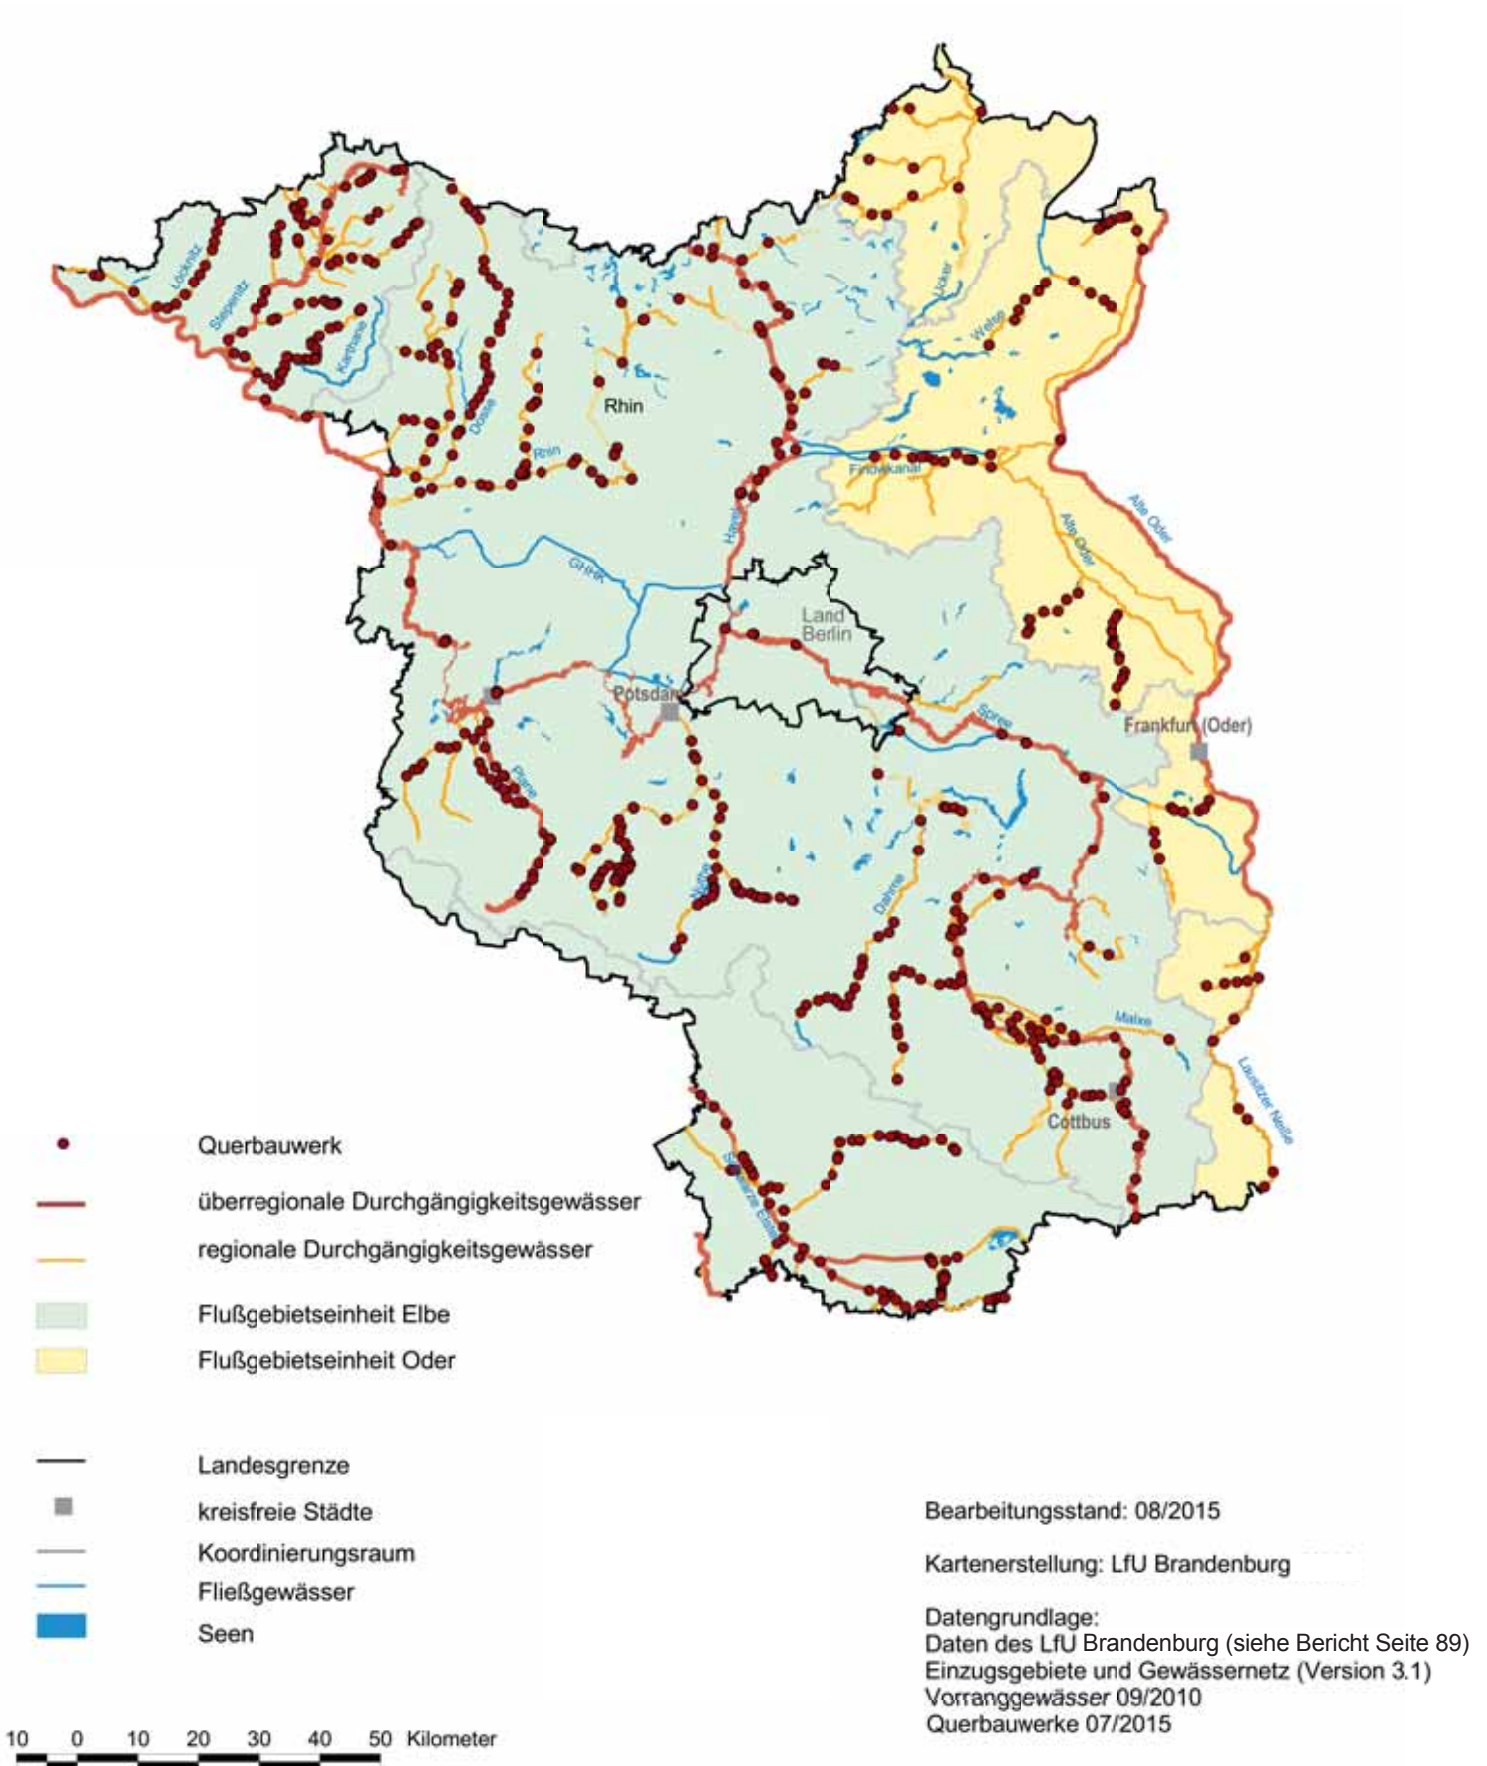 Löcknitz
Stepenitz
Karthane
Dosse
Rhin
Rhin
Ucker
Welse
Finowkanal
Havel
Alte Oder
Alte Oder
GHHK
Land
Berlin
Potsdam
Spree
Frankfurt (Oder)
Plane
Nuthe
Dahme
Malxe
Lausitzer Neiße
Cottbus
Schwarze Elster
Querbauwerk
überregionale Durchgängigkeitsgewässer
regionale Durchgängigkeitsgewässer
Flußgebietseinheit Elbe
Flußgebietseinheit Oder
Landesgrenze
kreisfreie Städte
Koordinierungsraum
Fließgewässer
Seen
Bearbeitungsstand: 08/2015
Kartenerstellung: LfU Brandenburg
Datengrundlage:
Daten des LfU Brandenburg (siehe Bericht Seite 89)
Einzugsgebiete und Gewässernetz (Version 3.1)
Vorranggewässer 09/2010
Querbauwerke 07/2015
10 0 10 20 30 40 50 Kilometer